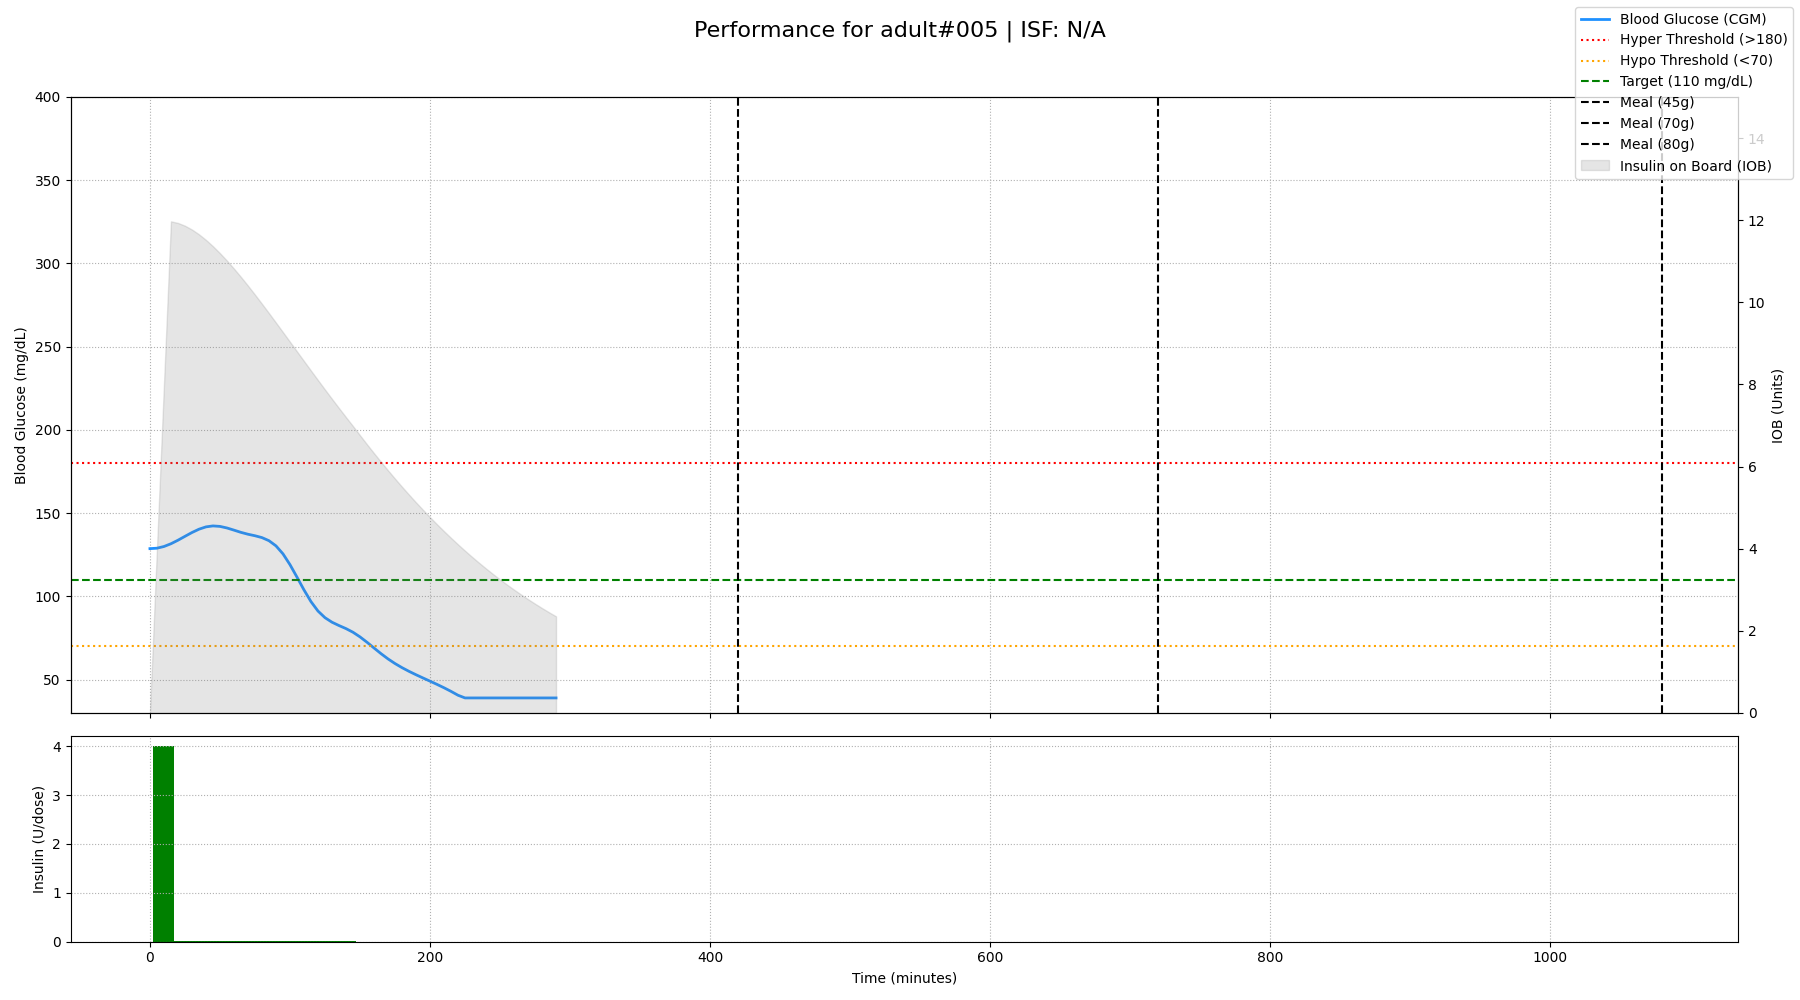 Performance for adult#005 | ISF: N/A
Blood Glucose (CGM)
Hyper Threshold (>180)
Hypo Threshold (<70)
Target (110 mg/dL)
Meal (45g)
Meal (70g)
Meal (80g)
Insulin on Board (IOB)
Blood Glucose (mg/dL)
400
350
300
250
200
150
100
50
IOB (Units)
14
12
10
8
6
4
2
0
Insulin (U/dose)
4
3
2
1
0
0
200
400
600
800
1000
Time (minutes)